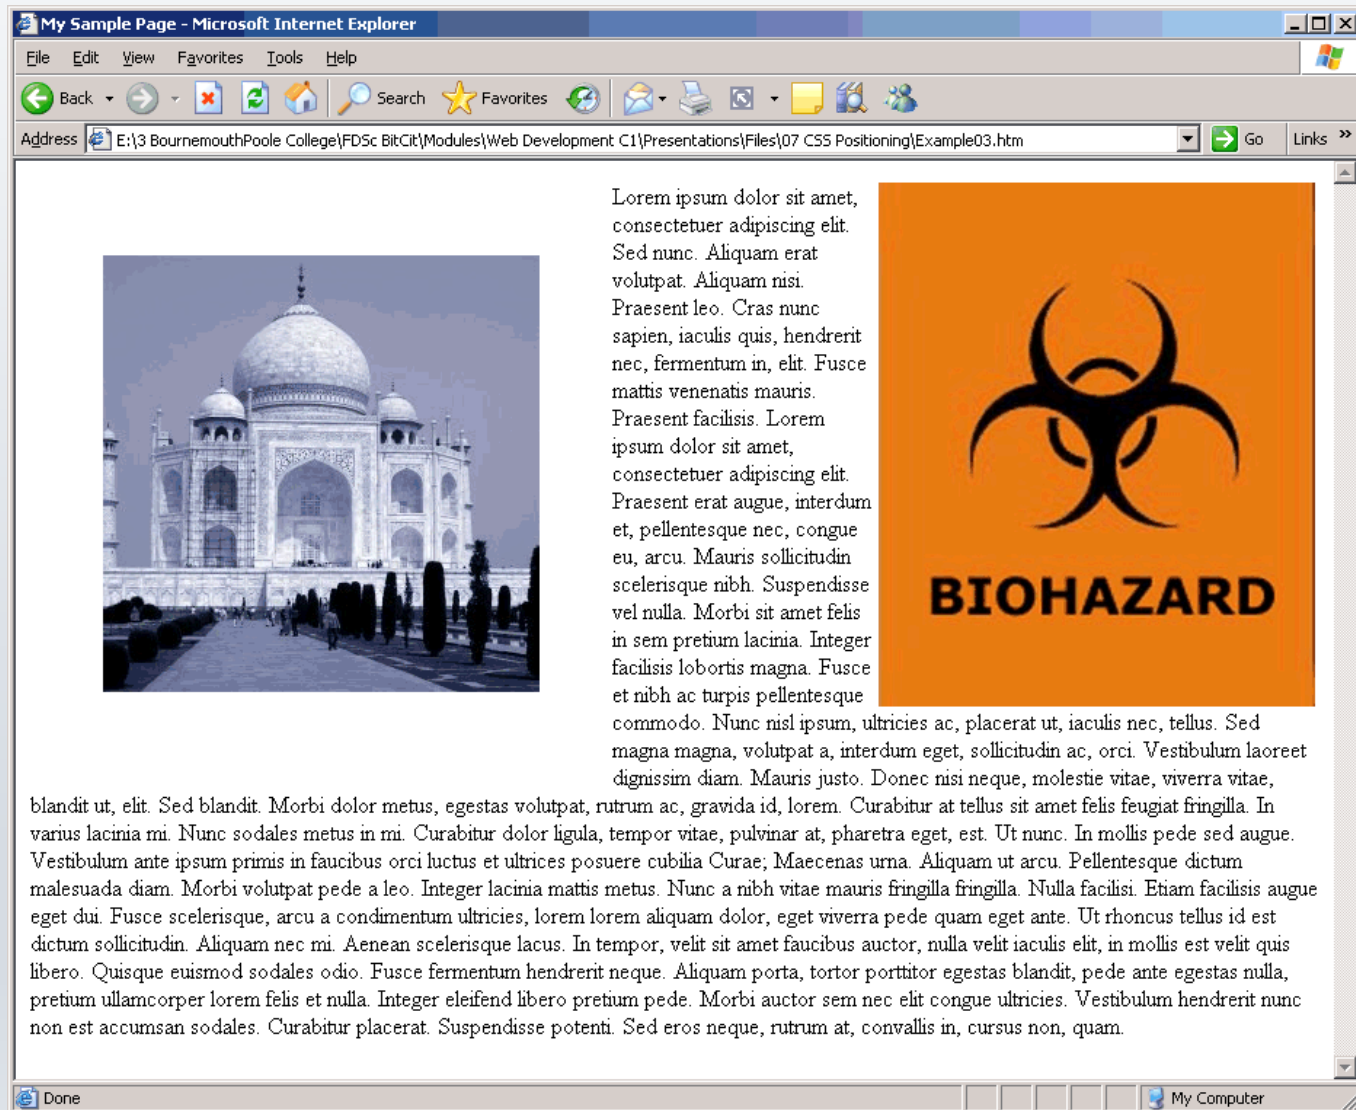 My Sample Page - Microsoft Internet Explorer
File Edit View Favorites Tools Help
Back Search Favorites
Address E:\3 BournemouthPoole College\FDSc BitCit\Modules\Web Development C1\Presentations\Files\07 CSS Positioning\Example03.htm Go Links »
Lorem ipsum dolor sit amet,
consectetuer adipiscing elit.
Sed nunc. Aliquam erat
volutpat. Aliquam nisi.
Praesent leo. Cras nunc
sapien, iaculis quis, hendrerit
nec, fermentum in, elit. Fusce
mattis venenatis mauris.
Praesent facilisis. Lorem
ipsum dolor sit amet,
consectetuer adipiscing elit.
Praesent erat augue, interdum
et, pellentesque nec, congue
eu, arcu. Mauris sollicitudin
scelerisque nibh. Suspendisse
vel nulla. Morbi sit amet felis
in sem pretium lacinia. Integer
facilisis lobortis magna. Fusce
et nibh ac turpis pellentesque
commodo. Nunc nisl ipsum, ultricies ac, placerat ut, iaculis nec, tellus. Sed
magna magna, volutpat a, interdum eget, sollicitudin ac, orci. Vestibulum laoreet
dignissim diam. Mauris justo. Donec nisi neque, molestie vitae, viverra vitae,
blandit ut, elit. Sed blandit. Morbi dolor metus, egestas volutpat, rutrum ac, gravida id, lorem. Curabitur at tellus sit amet felis feugiat fringilla. In
varius lacinia mi. Nunc sodales metus in mi. Curabitur dolor ligula, tempor vitae, pulvinar at, pharetra eget, est. Ut nunc. In mollis pede sed augue.
Vestibulum ante ipsum primis in faucibus orci luctus et ultrices posuere cubilia Curae; Maecenas urna. Aliquam ut arcu. Pellentesque dictum
malesuada diam. Morbi volutpat pede a leo. Integer lacinia mattis metus. Nunc a nibh vitae mauris fringilla fringilla. Nulla facilisi. Etiam facilisis augue
eget dui. Fusce scelerisque, arcu a condimentum ultricies, lorem lorem aliquam dolor, eget viverra pede quam eget ante. Ut rhoncus tellus id est
dictum sollicitudin. Aliquam nec mi. Aenean scelerisque lacus. In tempor, velit sit amet faucibus auctor, nulla velit iaculis elit, in mollis est velit quis
libero. Quisque euismod sodales odio. Fusce fermentum hendrerit neque. Aliquam porta, tortor porttitor egestas blandit, pede ante egestas nulla,
pretium ullamcorper lorem felis et nulla. Integer eleifend libero pretium pede. Morbi auctor sem nec elit congue ultricies. Vestibulum hendrerit nunc
non est accumsan sodales. Curabitur placerat. Suspendisse potenti. Sed eros neque, rutrum at, convallis in, cursus non, quam.
BIOHAZARD
Done My Computer